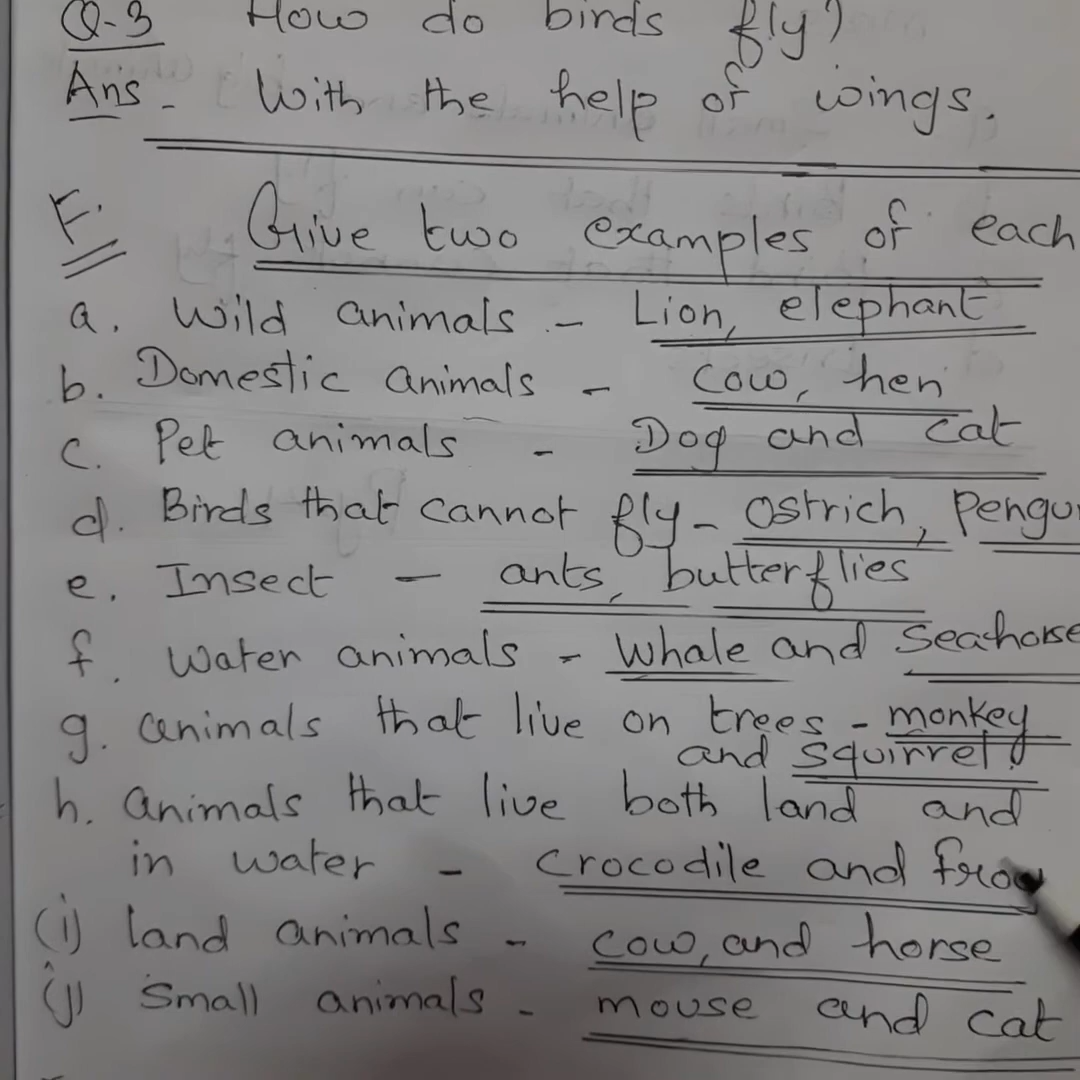 Q-3 How do birds fly?
Ans - With the help of wings.
F. Give two examples of each
a. Wild animals - Lion, elephant
b. Domestic animals - cow, hen
c. Pet animals - Dog and cat
d. Birds that cannot fly - ostrich, Pengu
e. Insect - ants, butterflies
f. Water animals - Whale and Seahorse
g. animals that live on trees - monkey
and squirrel.
h. animals that live both land and
in water - crocodile and frog
(i) land animals - cow, and horse
(j) Small animals - mouse and cat